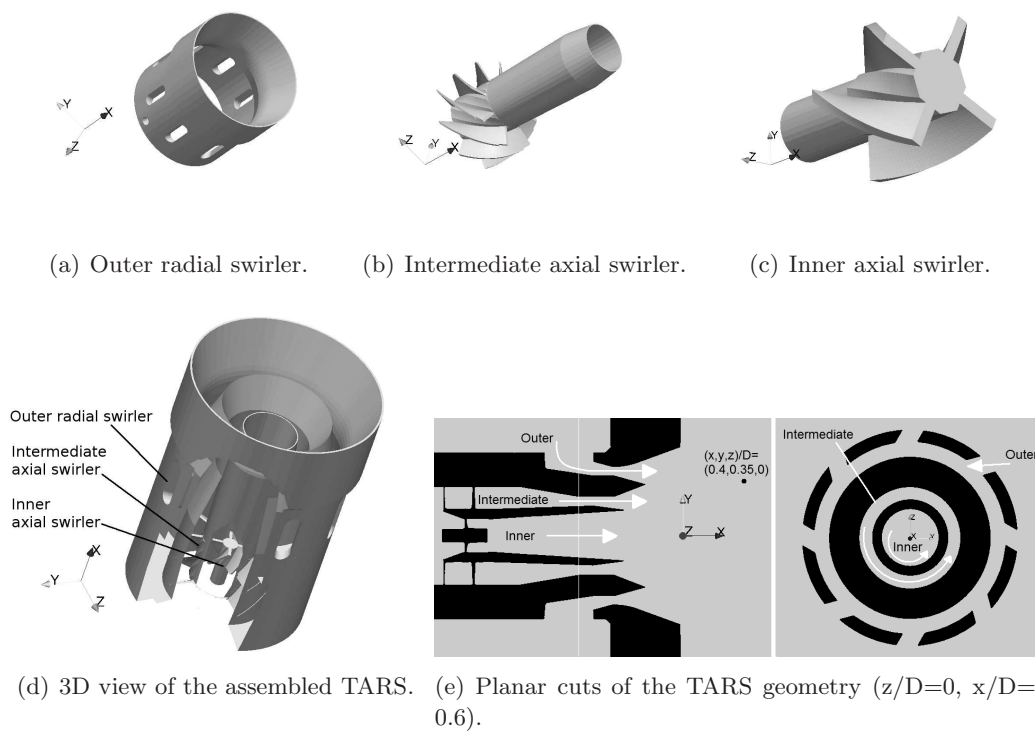 Y
X
Z
Z
Y
X
Y
Z
X
(a) Outer radial swirler.
(b) Intermediate axial swirler.
(c) Inner axial swirler.
Outer radial swirler
Intermediate
axial swirler
Inner
axial swirler
X
Y
Z
Outer
(x,y,z)/D=
(0.4,0.35,0)
Intermediate
Y
Inner
Z
X
Intermediate
Outer
Z
X
Y
Inner
(d) 3D view of the assembled TARS.
(e) Planar cuts of the TARS geometry (z/D=0, x/D=
0.6).